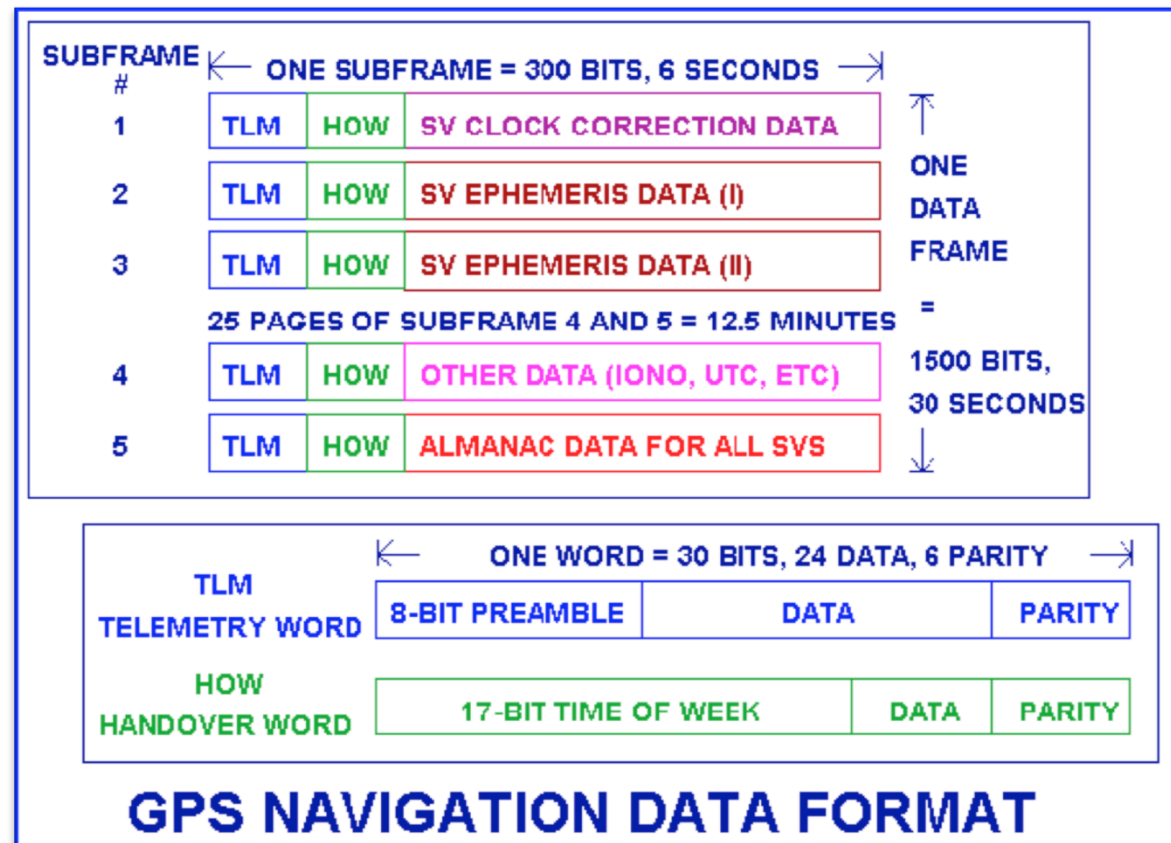 SUBFRAME
#
ONE SUBFRAME = 300 BITS, 6 SECONDS
1 TLM HOW SV CLOCK CORRECTION DATA
2 TLM HOW SV EPHEMERIS DATA (I)
3 TLM HOW SV EPHEMERIS DATA (II)
25 PAGES OF SUBFRAME 4 AND 5 = 12.5 MINUTES
4 TLM HOW OTHER DATA (IONO, UTC, ETC)
5 TLM HOW ALMANAC DATA FOR ALL SVS
ONE
DATA
FRAME
=
1500 BITS,
30 SECONDS
ONE WORD = 30 BITS, 24 DATA, 6 PARITY
TLM
TELEMETRY WORD
8-BIT PREAMBLE DATA PARITY
HOW
HANDOVER WORD
17-BIT TIME OF WEEK DATA PARITY
GPS NAVIGATION DATA FORMAT